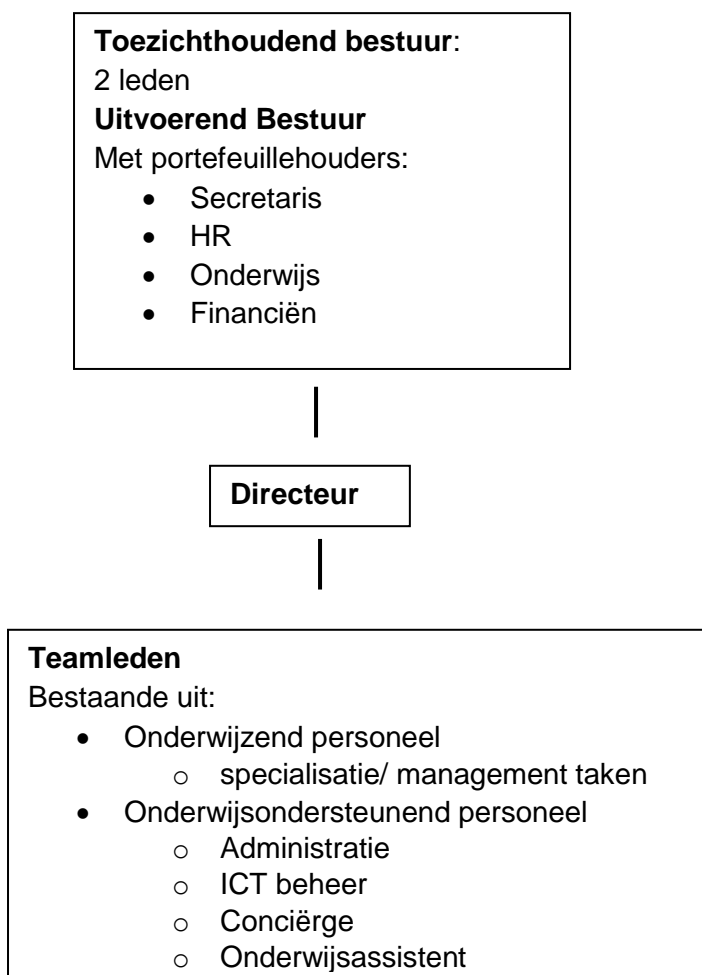 Toezichthoudend bestuur:
2 leden
Uitvoerend Bestuur
Met portefeuillehouders:
• Secretaris
• HR
• Onderwijs
• Financiën
Directeur
Teamleden
Bestaande uit:
• Onderwijzend personeel
o specialisatie/ management taken
• Onderwijsondersteunend personeel
o Administratie
o ICT beheer
o Conciërge
o Onderwijsassistent